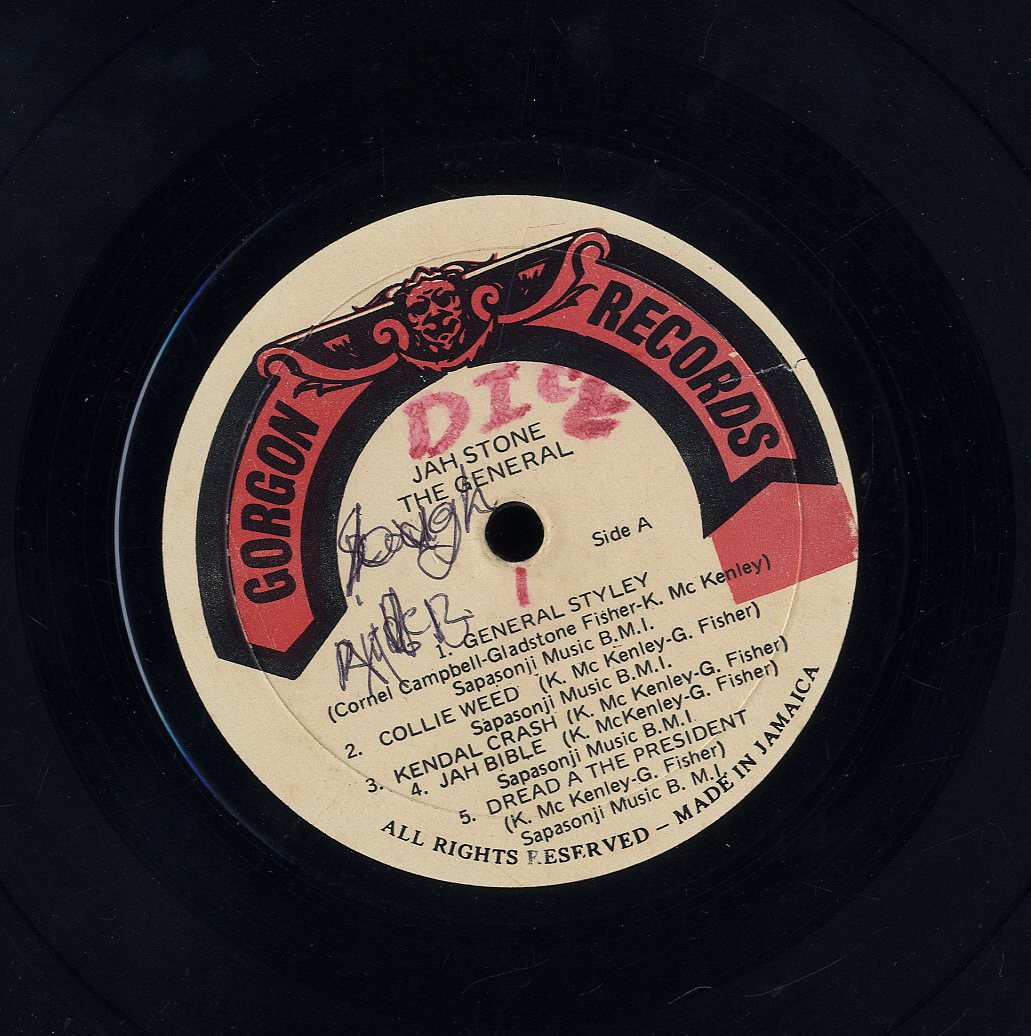 GORGON RECORDS
JAH STONE
THE GENERAL
Side A
1
1. GENERAL STYLEY
(Cornel Campbell-Gladstone Fisher-K. Mc Kenley)
Sapasonji Music B.M.I.
2. COLLIE WEED (K. Mc Kenley-G. Fisher)
Sapasonji Music B.M.I.
3. KENDAL CRASH (K. Mc Kenley-G. Fisher)
4. JAH BIBLE (K. McKenley-G. Fisher)
Sapasonji Music B.M.I.
5. DREAD A THE PRESIDENT
(K. Mc Kenley-G. Fisher)
Sapasonji Music B. M.I.
ALL RIGHTS RESERVED – MADE IN JAMAICA